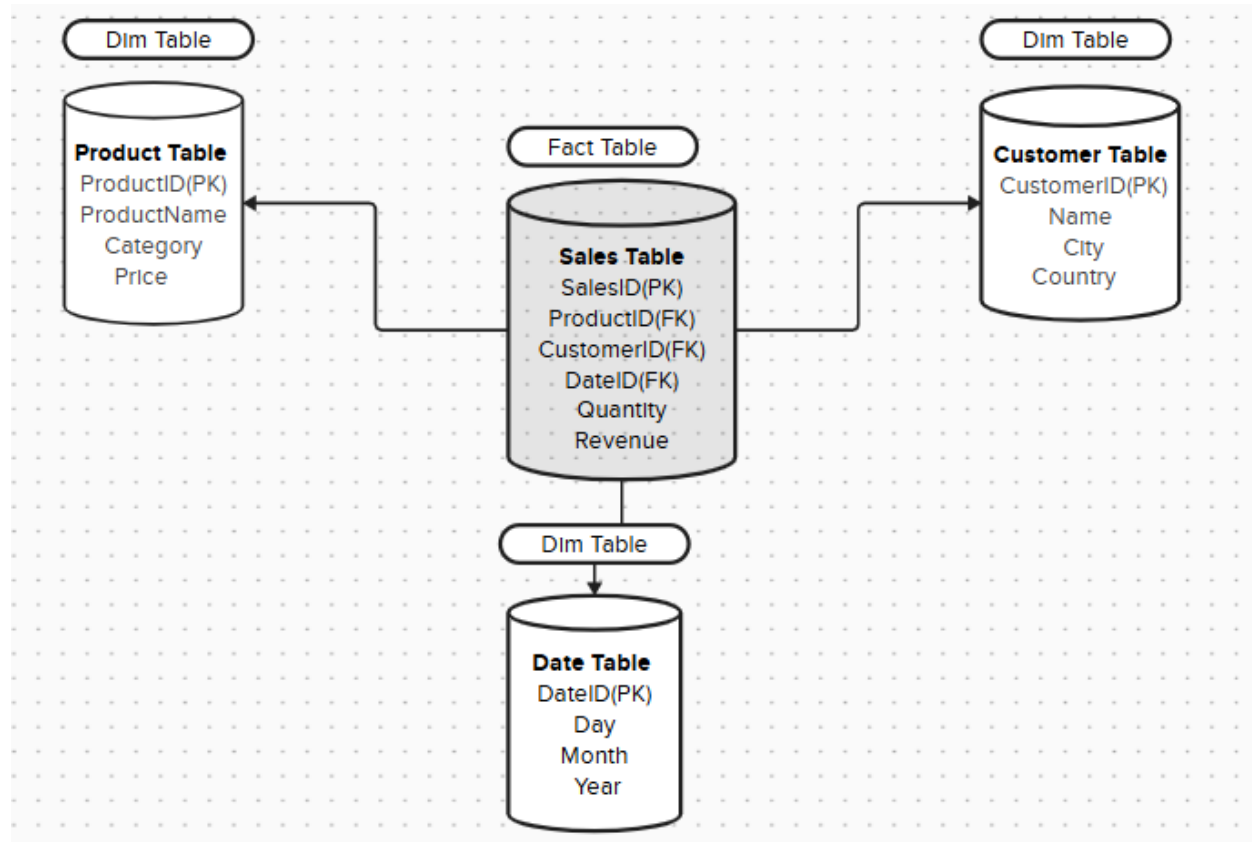 Dim Table
Product Table
ProductID(PK)
ProductName
Category
Price
Fact Table
Sales Table
SalesID(PK)
ProductID(FK)
CustomerID(FK)
DateID(FK)
Quantity
Revenue
Dim Table
Customer Table
CustomerID(PK)
Name
City
Country
Dim Table
Date Table
DateID(PK)
Day
Month
Year